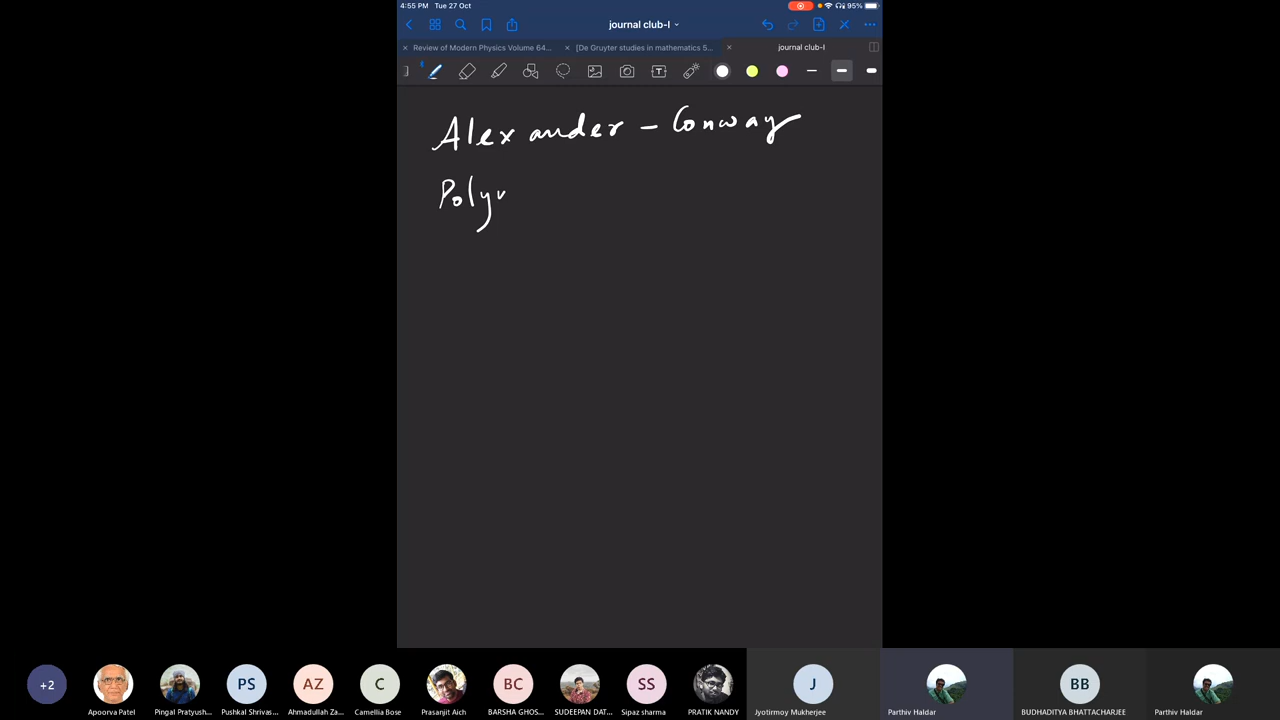 4:55 PM Tue 27 Oct
95%
journal club-I
Review of Modern Physics Volume 64...
[De Gruyter studies in mathematics 5...
journal club-I
Alexander - Conway
Poly
+2
PS
AZ
C
BC
SS
J
BB
Apoorva Patel
Pingal Pratyush...
Pushkal Shrivas...
Ahmadullah Za...
Camellia Bose
Prasanjit Aich
BARSHA GHOS...
SUDEEPAN DAT...
Sipaz sharma
PRATIK NANDY
Jyotirmoy Mukherjee
Parthiv Haldar
BUDHADITYA BHATTACHARJEE
Parthiv Haldar